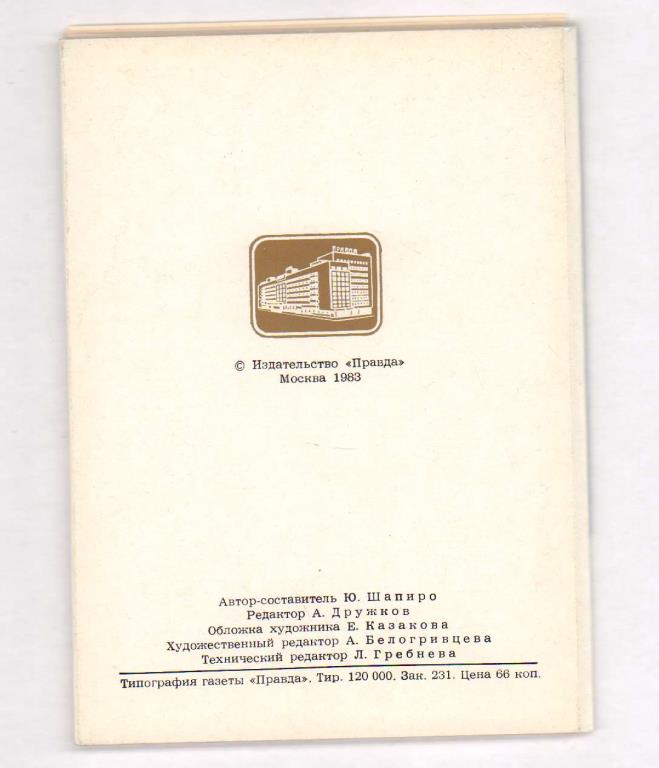 ПРАВДА
© Издательство «Правда»
Москва 1983
Автор-составитель Ю. Шапиро
Редактор А. Дружков
Обложка художника Е. Казакова
Художественный редактор А. Белогривцева
Технический редактор Л. Гребнева
Типография газеты «Правда». Тир. 120 000. Зак. 231. Цена 66 коп.